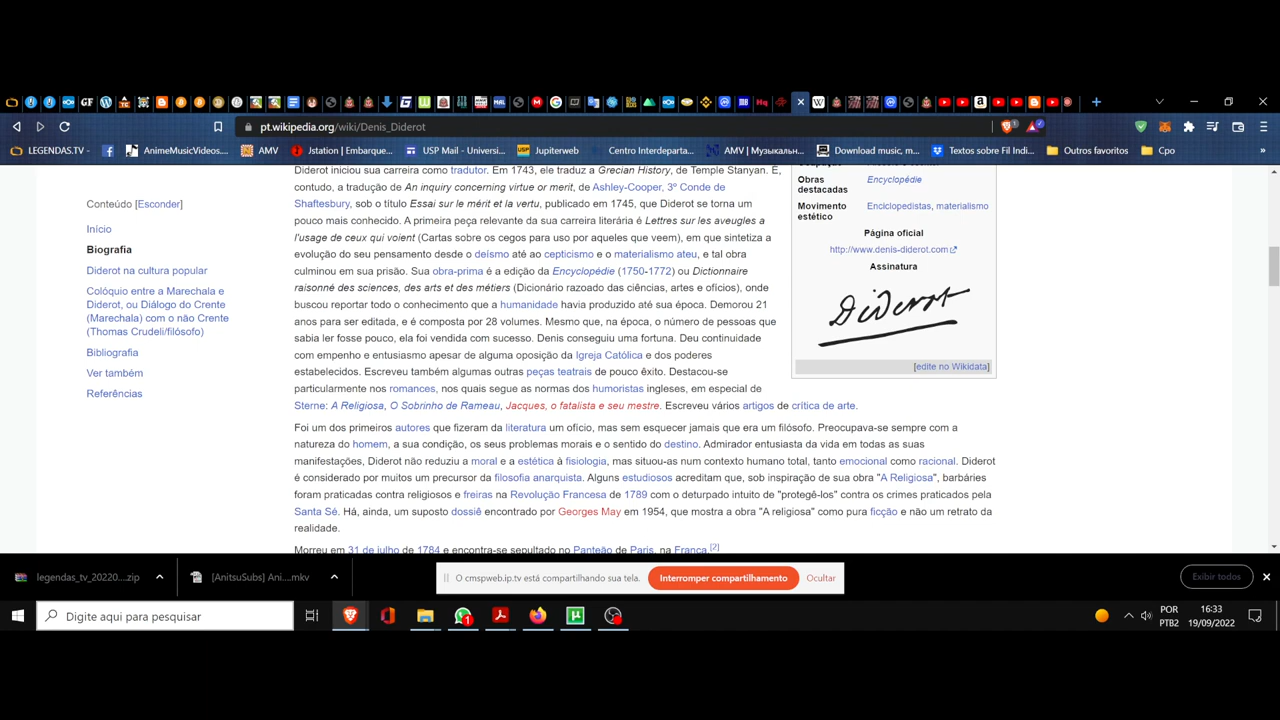 pt.wikipedia.org/wiki/Denis_Diderot
LEGENDAS.TV
AnimeMusicVideos...
AMV
Jstation | Embarque...
USP Mail - Universi...
Jupiterweb
Centro Interdeparta...
AMV | Музыкальн...
Download music, m...
Textos sobre Fil Indi...
Outros favoritos
Cpo
»
Conteúdo [Esconder]
Início
Biografia
Diderot na cultura popular
Colóquio entre a Marechala e
Diderot, ou Diálogo do Crente
(Marechala) com o não Crente
(Thomas Crudeli/filósofo)
Bibliografia
Ver também
Referências
Diderot iniciou sua carreira como tradutor. Em 1743, ele traduz a Grecian History, de Temple Stanyan. É,
contudo, a tradução de An inquiry concerning virtue or merit, de Ashley-Cooper, 3º Conde de
Shaftesbury, sob o título Essai sur le mérit et la vertu, publicado em 1745, que Diderot se torna um
pouco mais conhecido. A primeira peça relevante da sua carreira literária é Lettres sur les aveugles a
l'usage de ceux qui voient (Cartas sobre os cegos para uso por aqueles que veem), em que sintetiza a
evolução do seu pensamento desde o deísmo até ao cepticismo e o materialismo ateu, e tal obra
culminou em sua prisão. Sua obra-prima é a edição da Encyclopédie (1750-1772) ou Dictionnaire
raisonné des sciences, des arts et des métiers (Dicionário razoado das ciências, artes e ofícios), onde
buscou reportar todo o conhecimento que a humanidade havia produzido até sua época. Demorou 21
anos para ser editada, e é composta por 28 volumes. Mesmo que, na época, o número de pessoas que
sabia ler fosse pouco, ela foi vendida com sucesso. Denis conseguiu uma fortuna. Deu continuidade
com empenho e entusiasmo apesar de alguma oposição da Igreja Católica e dos poderes
estabelecidos. Escreveu também algumas outras peças teatrais de pouco êxito. Destacou-se
particularmente nos romances, nos quais segue as normas dos humoristas ingleses, em especial de
Sterne: A Religiosa, O Sobrinho de Rameau, Jacques, o fatalista e seu mestre. Escreveu vários artigos de crítica de arte.
Foi um dos primeiros autores que fizeram da literatura um ofício, mas sem esquecer jamais que era um filósofo. Preocupava-se sempre com a
natureza do homem, a sua condição, os seus problemas morais e o sentido do destino. Admirador entusiasta da vida em todas as suas
manifestações, Diderot não reduziu a moral e a estética à fisiologia, mas situou-as num contexto humano total, tanto emocional como racional. Diderot
é considerado por muitos um precursor da filosofia anarquista. Alguns estudiosos acreditam que, sob inspiração de sua obra "A Religiosa", barbáries
foram praticadas contra religiosos e freiras na Revolução Francesa de 1789 com o deturpado intuito de "protegê-los" contra os crimes praticados pela
Santa Sé. Há, ainda, um suposto dossiê encontrado por Georges May em 1954, que mostra a obra "A religiosa" como pura ficção e não um retrato da
realidade.
Morreu em 31 de julho de 1784 e encontra-se sepultado no Panteão de Paris, na França.[2]
Obras
destacadas
Encyclopédie
Movimento
estético
Enciclopedistas, materialismo
Página oficial
http://www.denis-diderot.com
Assinatura
Diderot
[edite no Wikidata]
legendas_tv_20220....zip
[AnitsuSubs] Ani....mkv
O cmspweb.ip.tv está compartilhando sua tela.
Interromper compartilhamento
Ocultar
Exibir todos
Digite aqui para pesquisar
POR
PTB2
16:33
19/09/2022